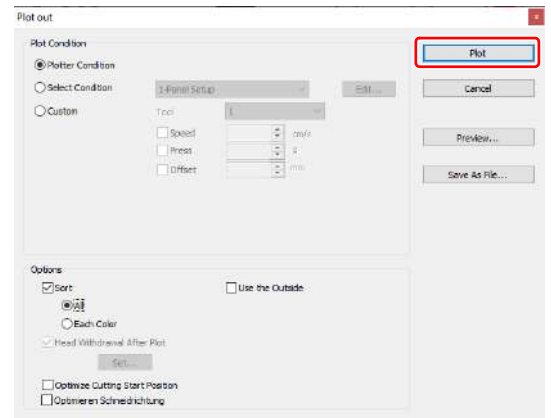 Plot out
Plot Condition
Plotter Condition
Select Condition
1-Panel Setup
Edit...
Custom
Tool
1
Speed
cm/s
Press
g
Offset
mm
Plot
Cancel
Preview...
Save As File...
Options
Sort
Use the Outside
All
Each Color
Head Withdrawal After Plot
Set...
Optimize Cutting Start Position
Optimieren Schneidrichtung